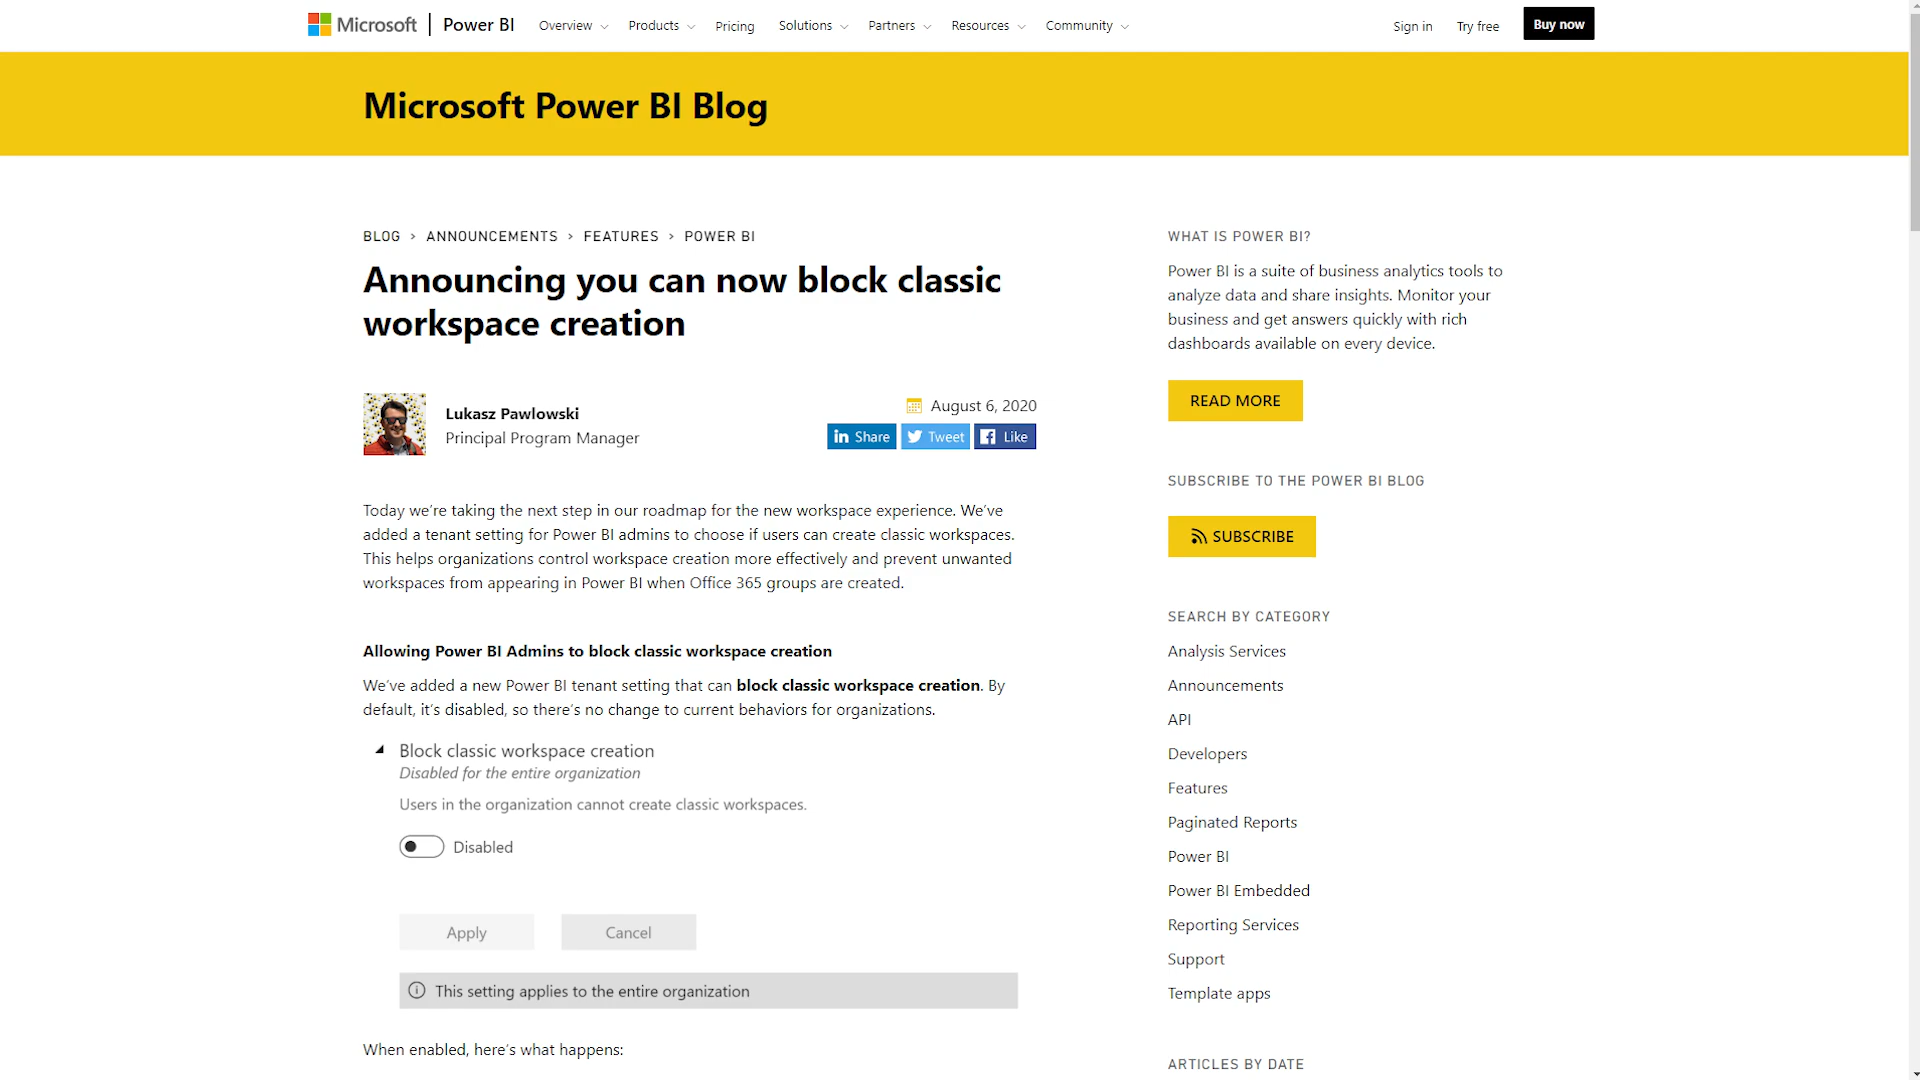 Microsoft | Power BI Overview Products Pricing Solutions Partners Resources Community Sign in Try free Buy now
Microsoft Power BI Blog
BLOG > ANNOUNCEMENTS > FEATURES > POWER BI
Announcing you can now block classic
workspace creation
Lukasz Pawlowski
Principal Program Manager
August 6, 2020
Share Tweet Like
Today we’re taking the next step in our roadmap for the new workspace experience. We’ve
added a tenant setting for Power BI admins to choose if users can create classic workspaces.
This helps organizations control workspace creation more effectively and prevent unwanted
workspaces from appearing in Power BI when Office 365 groups are created.
Allowing Power BI Admins to block classic workspace creation
We’ve added a new Power BI tenant setting that can block classic workspace creation. By
default, it’s disabled, so there’s no change to current behaviors for organizations.
Block classic workspace creation
Disabled for the entire organization
Users in the organization cannot create classic workspaces.
Disabled
Apply Cancel
This setting applies to the entire organization
When enabled, here’s what happens:
WHAT IS POWER BI?
Power BI is a suite of business analytics tools to
analyze data and share insights. Monitor your
business and get answers quickly with rich
dashboards available on every device.
READ MORE
SUBSCRIBE TO THE POWER BI BLOG
SUBSCRIBE
SEARCH BY CATEGORY
Analysis Services
Announcements
API
Developers
Features
Paginated Reports
Power BI
Power BI Embedded
Reporting Services
Support
Template apps
ARTICLES BY DATE